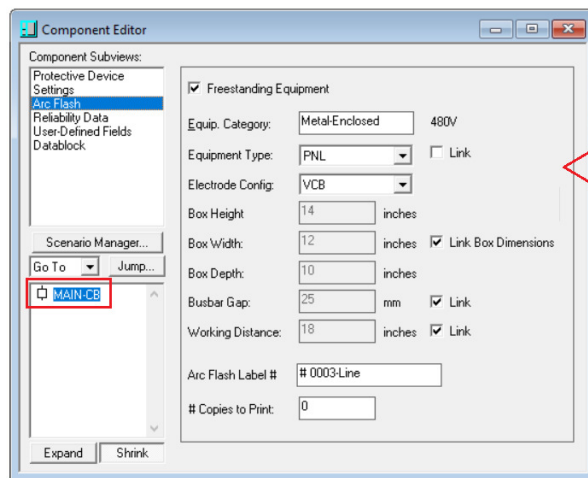 Component Editor
Component Subviews:
Protective Device
Settings
Arc Flash
Reliability Data
User-Defined Fields
Datablock
Scenario Manager...
Go To Jump...
MAIN-CB
Expand Shrink
Freestanding Equipment
Equip. Category: Metal-Enclosed 480V
Equipment Type: PNL Link
Electrode Config: VCB
Box Height 14 inches
Box Width: 12 inches Link Box Dimensions
Box Depth: 10 inches
Busbar Gap: 25 mm Link
Working Distance: 18 inches Link
Arc Flash Label # # 0003-Line
# Copies to Print: 0